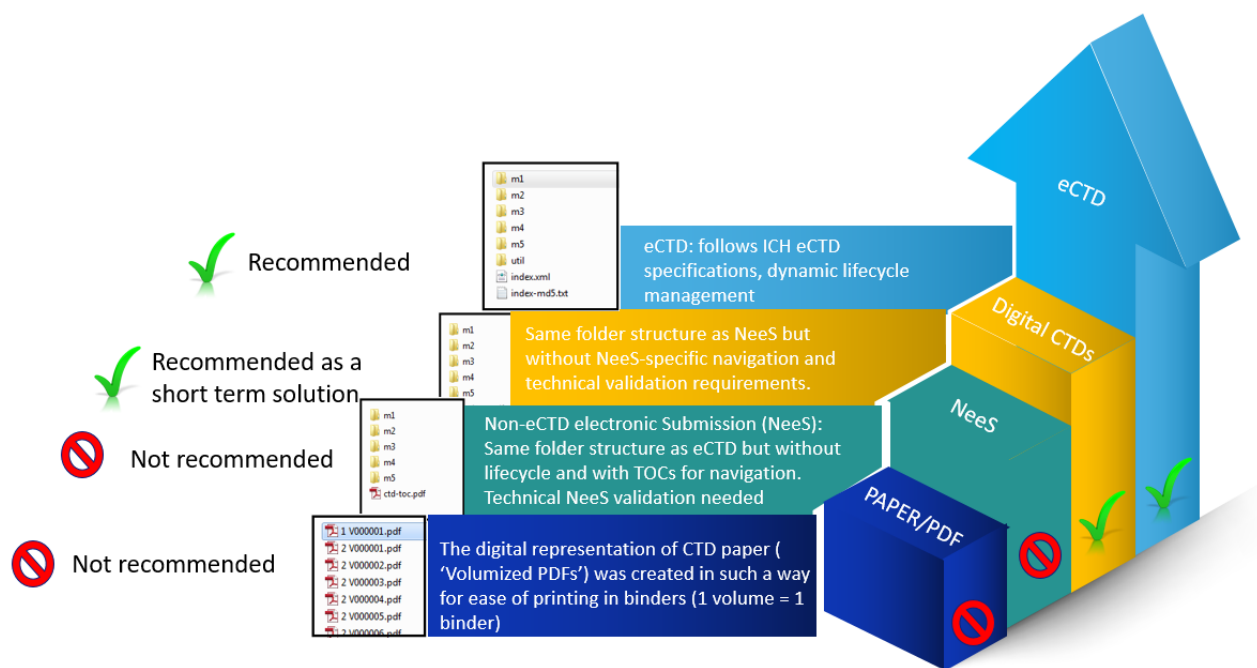 m1
m2
m3
m4
m5
util
index.xml
index-md5.txt
Recommended
eCTD: follows ICH eCTD
specifications, dynamic lifecycle
management
eCTD
m1
m2
m3
m4
m5
Recommended as a
short term solution
Same folder structure as NeeS but
without NeeS-specific navigation and
technical validation requirements.
Digital CTDs
m1
m2
m3
m4
m5
ctd-toc.pdf
Not recommended
Non-eCTD electronic Submission (NeeS):
Same folder structure as eCTD but without
lifecycle and with TOCs for navigation.
Technical NeeS validation needed
NeeS
1 V000001.pdf
2 V000001.pdf
2 V000002.pdf
2 V000003.pdf
2 V000004.pdf
2 V000005.pdf
2 V000006.pdf
Not recommended
The digital representation of CTD paper (
‘Volumized PDFs’) was created in such a way
for ease of printing in binders (1 volume = 1
binder)
PAPER/PDF